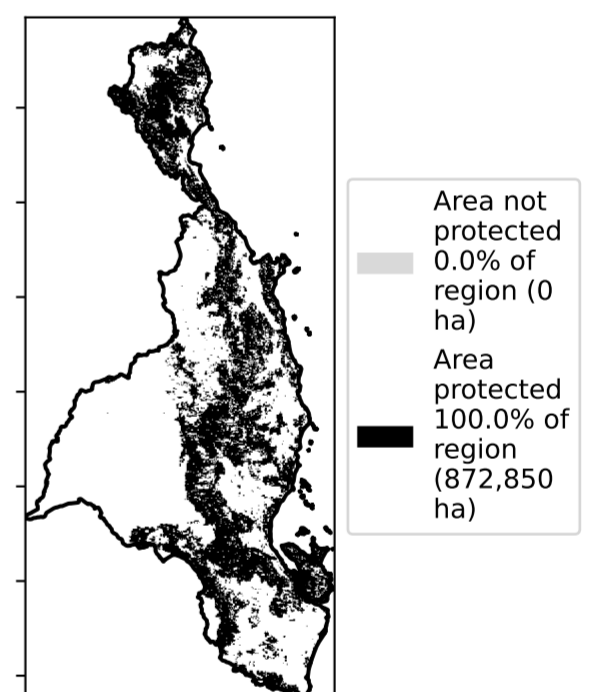 Area not
protected
0.0% of
region (0
ha)
Area
protected
100.0% of
region
(872,850
ha)